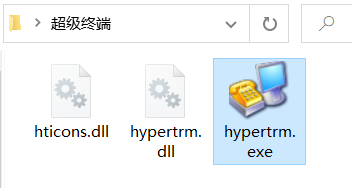 超级终端
hticons.dll
hypertrm.
dll
hypertrm.
exe